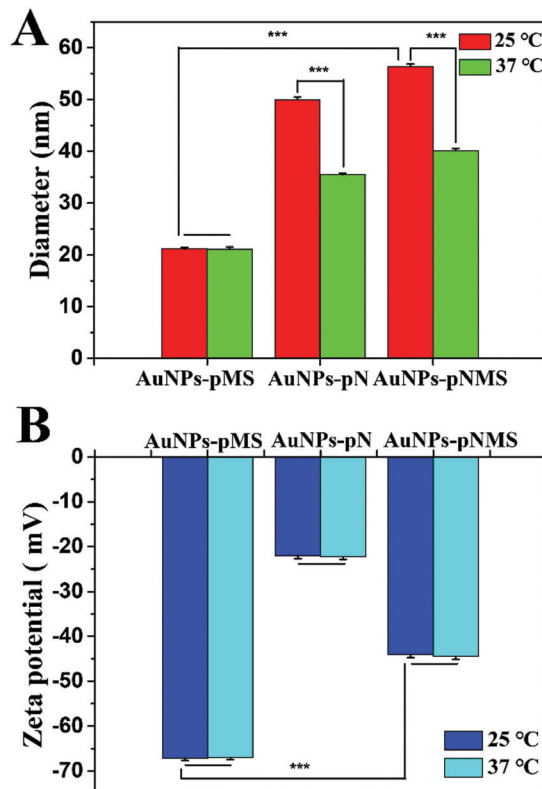 A
60
50
40
30
20
10
0
Diameter (nm)
***
***
***
25 ℃
37 ℃
AuNPs-pMS
AuNPs-pN
AuNPs-pNMS
B
AuNPs-pMS
AuNPs-pN
AuNPs-pNMS
0
-10
-20
-30
-40
-50
-60
-70
Zeta potential ( mV)
***
25 ℃
37 ℃